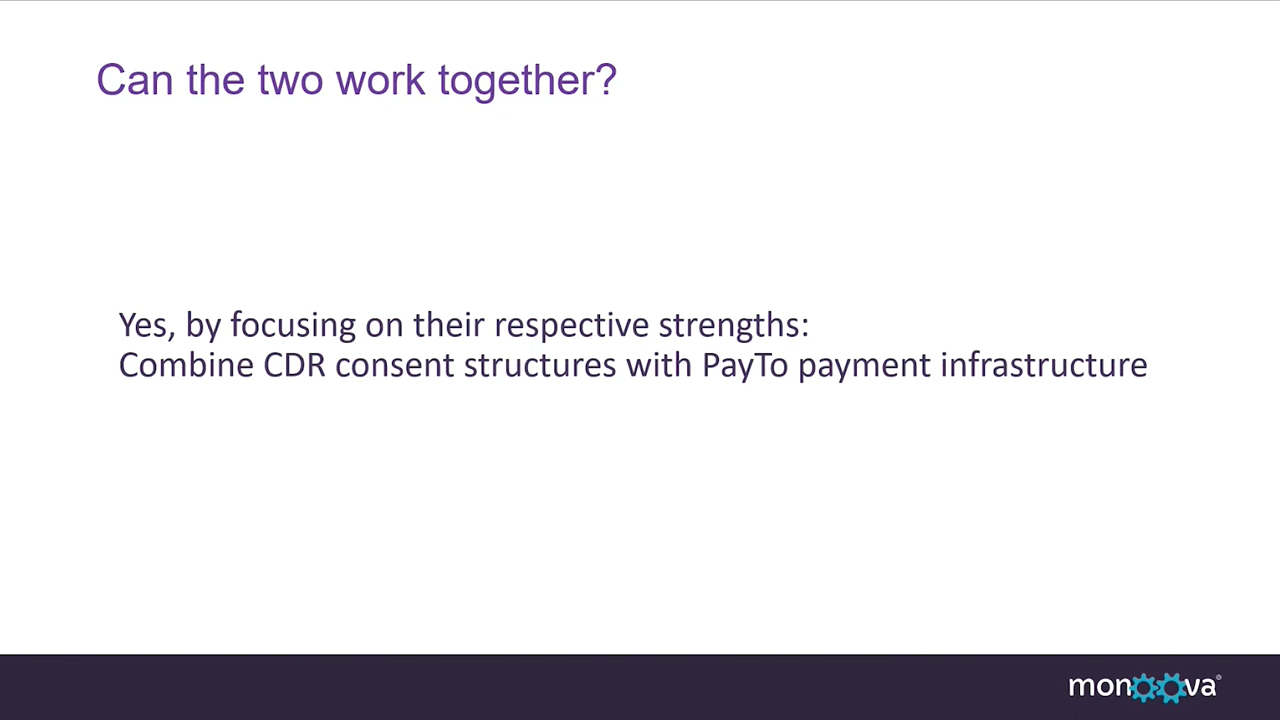 Can the two work together?
Yes, by focusing on their respective strengths:
Combine CDR consent structures with PayTo payment infrastructure
monoova